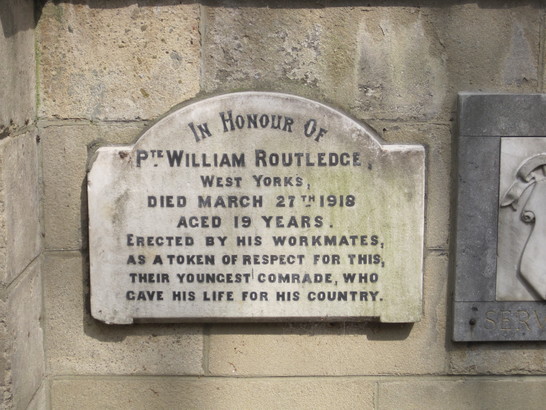 IN HONOUR OF
PTE WILLIAM ROUTLEDGE,
WEST YORKS,
DIED MARCH 27TH 1918
AGED 19 YEARS.
ERECTED BY HIS WORKMATES,
AS A TOKEN OF RESPECT FOR THIS,
THEIR YOUNGEST COMRADE, WHO
GAVE HIS LIFE FOR HIS COUNTRY.
SERV